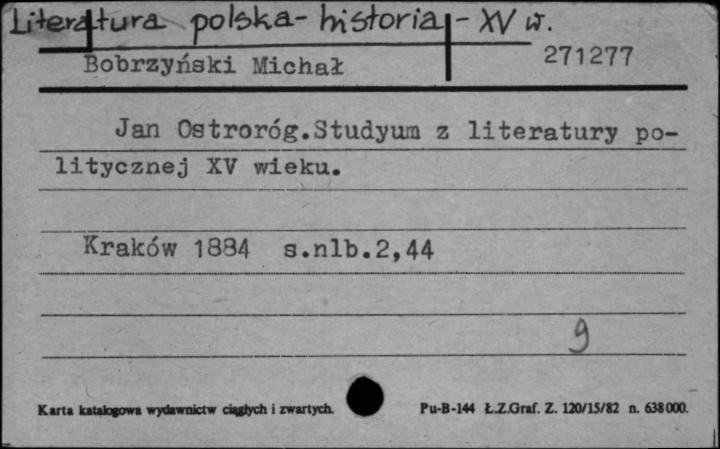 Literatura polska - historia - XV w.
Bobrzyński Michał
271277
Jan Ostroróg.Studyum z literatury po-
litycznej XV wieku.
Kraków 1884 s.nlb.2,44
9
Karta katalogowa wydawnictw ciągłych i zwartych.
Pu-B-144 Ł.Z.Graf. Z. 120/15/82 n. 638000.